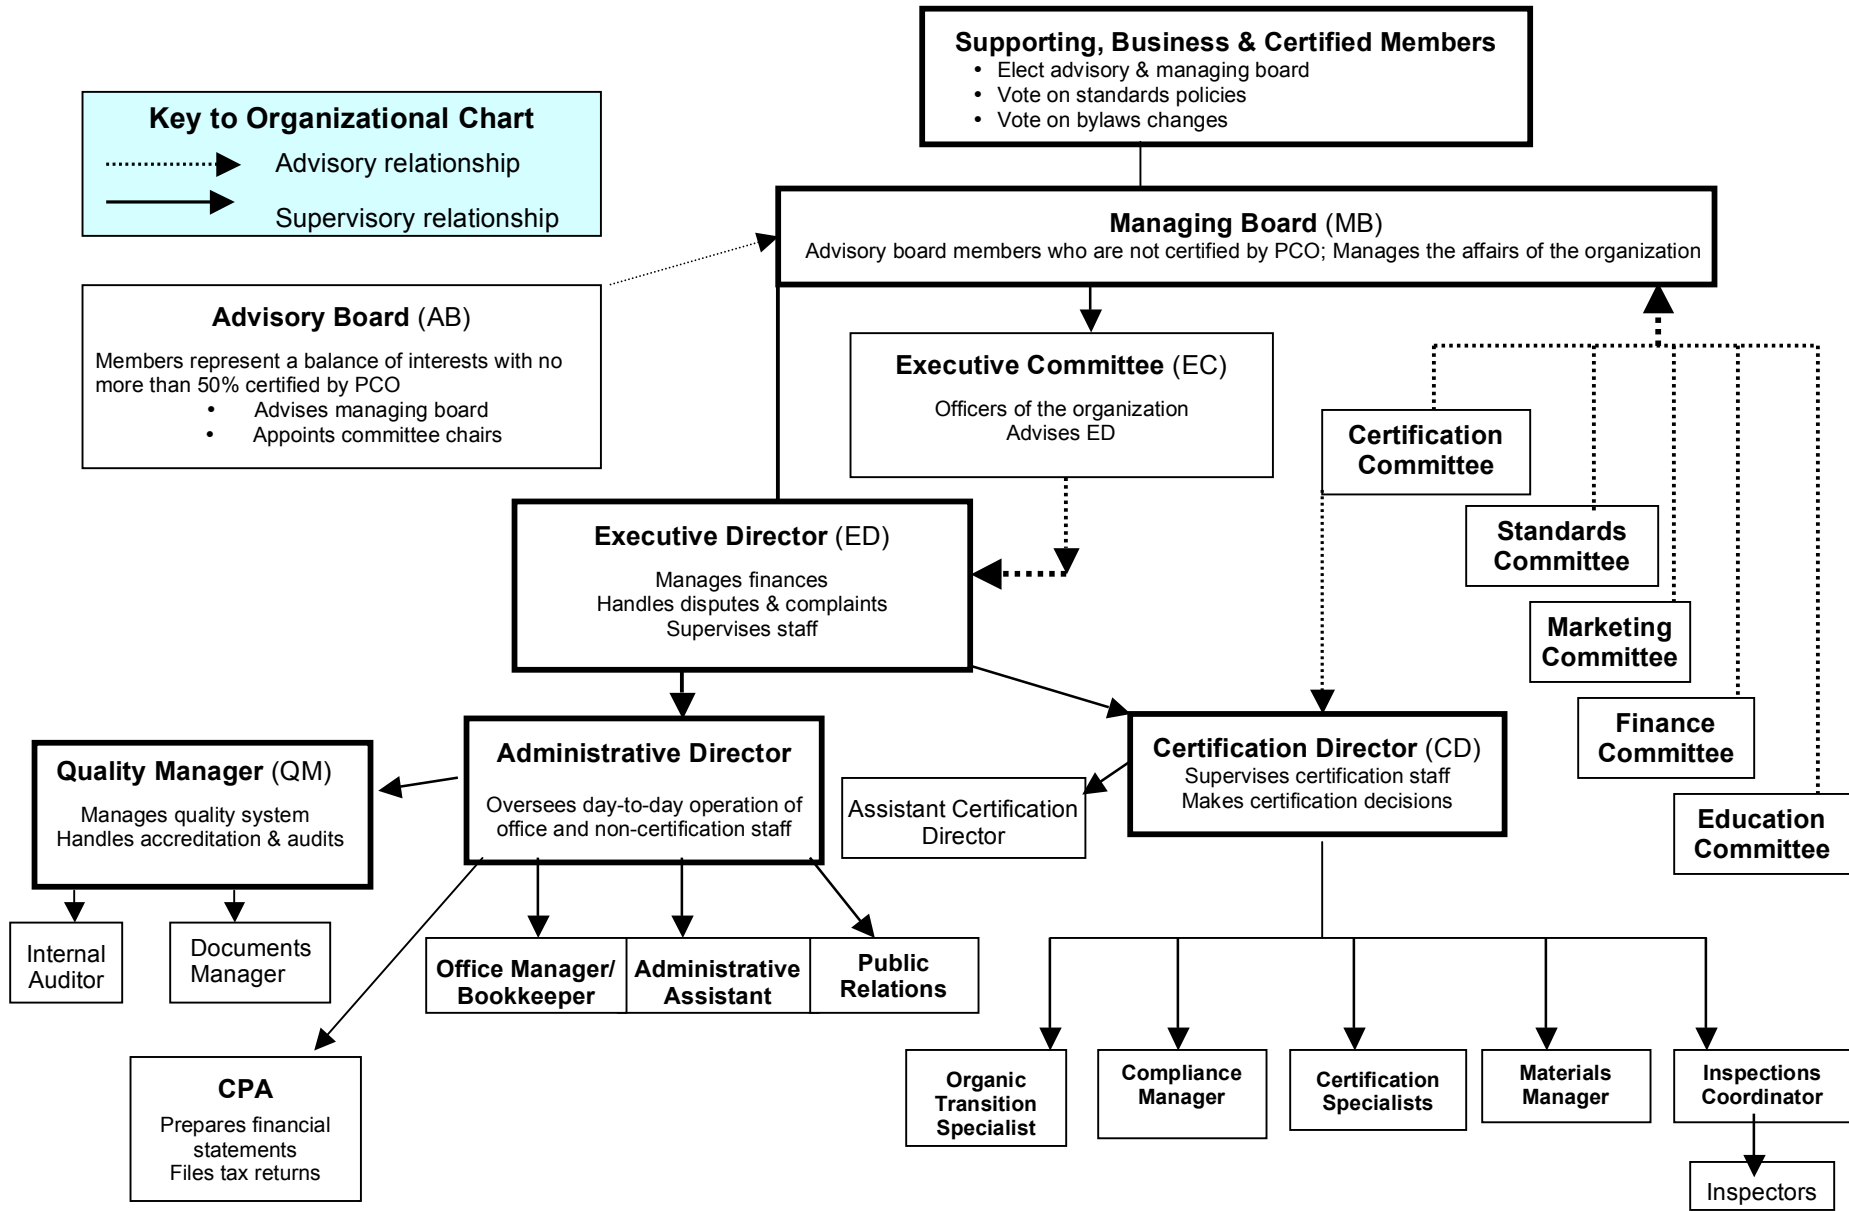 Supporting, Business & Certified Members
• Elect advisory & managing board
• Vote on standards policies
• Vote on bylaws changes
Key to Organizational Chart
Advisory relationship
Supervisory relationship
Managing Board (MB)
Advisory board members who are not certified by PCO; Manages the affairs of the organization
Advisory Board (AB)
Members represent a balance of interests with no
more than 50% certified by PCO
• Advises managing board
• Appoints committee chairs
Executive Committee (EC)
Officers of the organization
Advises ED
Certification
Committee
Standards
Committee
Marketing
Committee
Finance
Committee
Education
Committee
Executive Director (ED)
Manages finances
Handles disputes & complaints
Supervises staff
Quality Manager (QM)
Manages quality system
Handles accreditation & audits
Administrative Director
Oversees day-to-day operation of
office and non-certification staff
Assistant Certification
Director
Certification Director (CD)
Supervises certification staff
Makes certification decisions
Internal
Auditor
Documents
Manager
Office Manager/
Bookkeeper
Administrative
Assistant
Public
Relations
CPA
Prepares financial
statements
Files tax returns
Organic
Transition
Specialist
Compliance
Manager
Certification
Specialists
Materials
Manager
Inspections
Coordinator
Inspectors